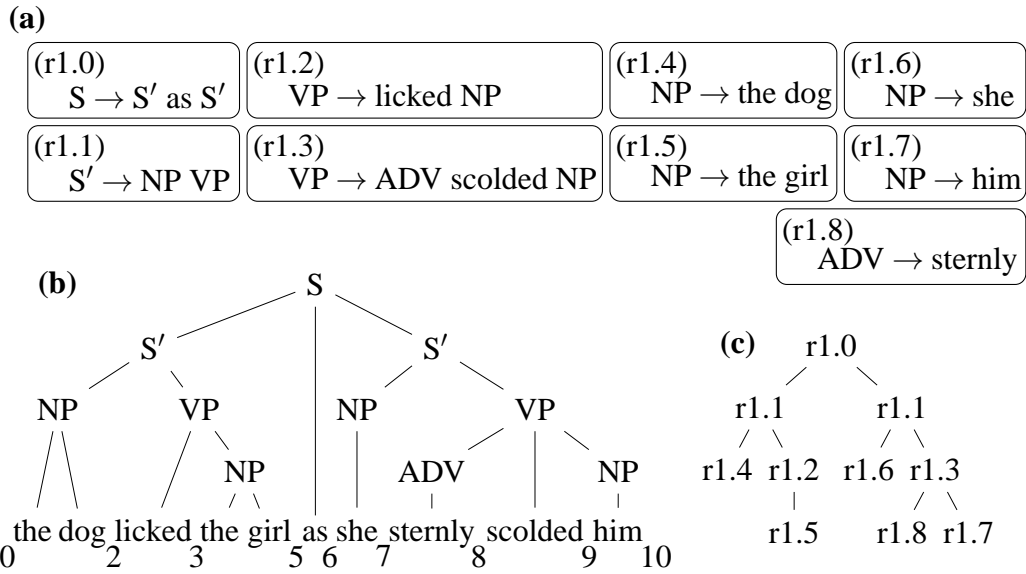 (a)
(r1.0) (r1.2) (r1.4) (r1.6)
S → S′ as S′ VP → licked NP NP → the dog NP → she
(r1.1) (r1.3) (r1.5) (r1.7)
S′ → NP VP VP → ADV scolded NP NP → the girl NP → him
(r1.8)
ADV → sternly
(b)
S
S′ S′
NP VP NP VP
NP ADV NP
the dog licked the girl as she sternly scolded him
0 2 3 5 6 7 8 9 10
(c)
r1.0
r1.1 r1.1
r1.4 r1.2 r1.6 r1.3
r1.5 r1.8 r1.7